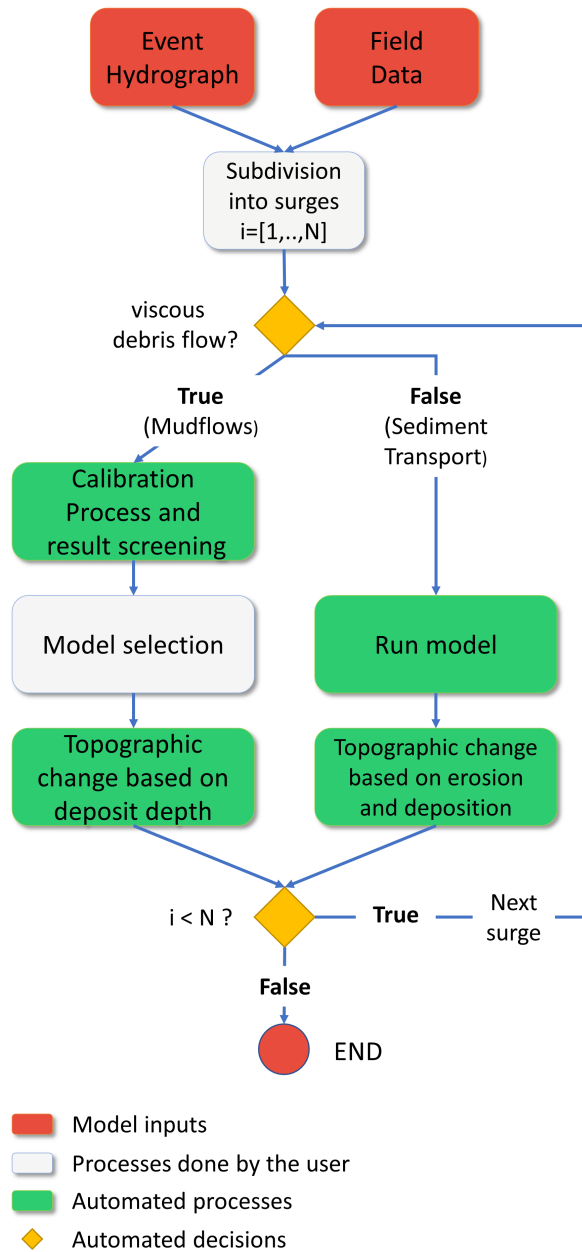 Event
Hydrograph
Field
Data
Subdivision
into surges
i=[1,..,N]
viscous
debris flow?
True
(Mudflows)
False
(Sediment
Transport)
Calibration
Process and
result screening
Model selection
Run model
Topographic
change based on
deposit depth
Topographic change
based on erosion
and deposition
i < N ?
True
Next
surge
False
END
Model inputs
Processes done by the user
Automated processes
Automated decisions